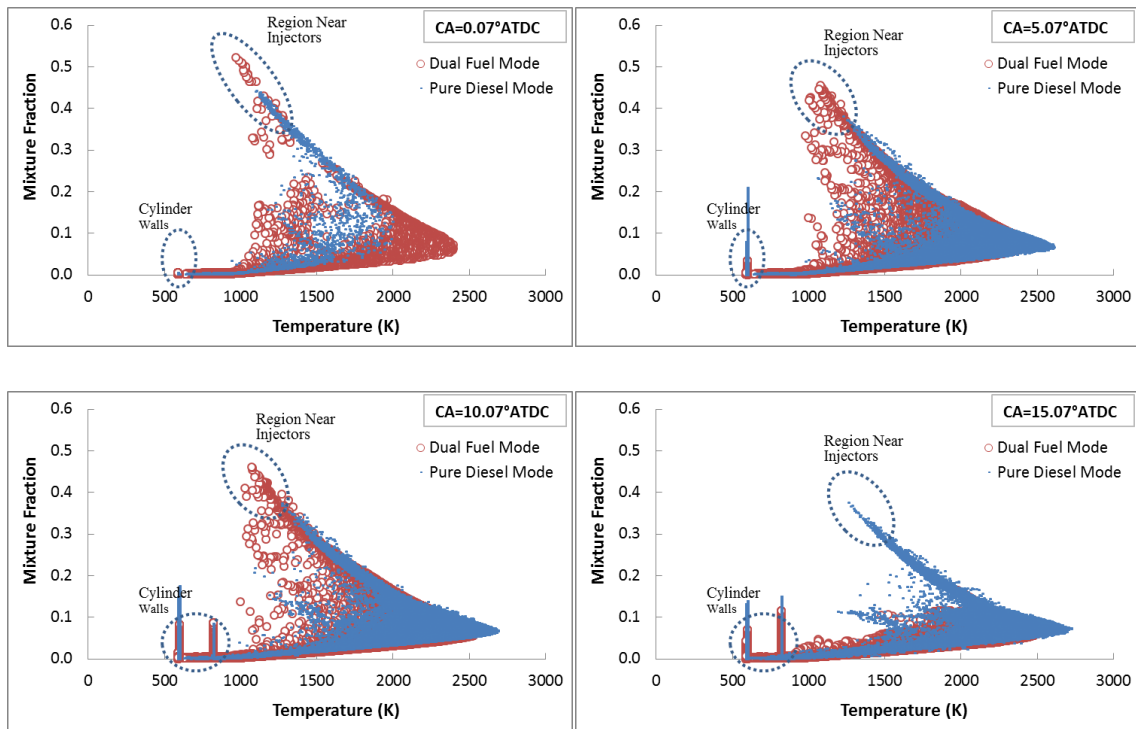 Region Near
Injectors
CA=0.07°ATDC
Dual Fuel Mode
Pure Diesel Mode
Cylinder
Walls
Mixture Fraction
0.6
0.5
0.4
0.3
0.2
0.1
0.0
0 500 1000 1500 2000 2500 3000
Temperature (K)
Region Near
Injectors
CA=5.07°ATDC
Dual Fuel Mode
Pure Diesel Mode
Cylinder
Walls
Mixture Fraction
0.6
0.5
0.4
0.3
0.2
0.1
0.0
0 500 1000 1500 2000 2500 3000
Temperature (K)
Region Near
Injectors
CA=10.07°ATDC
Dual Fuel Mode
Pure Diesel Mode
Cylinder
Walls
Mixture Fraction
0.6
0.5
0.4
0.3
0.2
0.1
0.0
0 500 1000 1500 2000 2500 3000
Temperature (K)
Region Near
Injectors
CA=15.07°ATDC
Dual Fuel Mode
Pure Diesel Mode
Cylinder
Walls
Mixture Fraction
0.6
0.5
0.4
0.3
0.2
0.1
0.0
0 500 1000 1500 2000 2500 3000
Temperature (K)